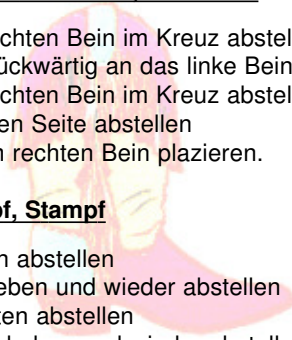 chten Bein im Kreuz abstel
ückwärtig an das linke Bein
chten Bein im Kreuz abstel
en Seite abstellen
n rechten Bein plazieren.
pf, Stampf
n abstellen
eben und wieder abstellen
ten abstellen